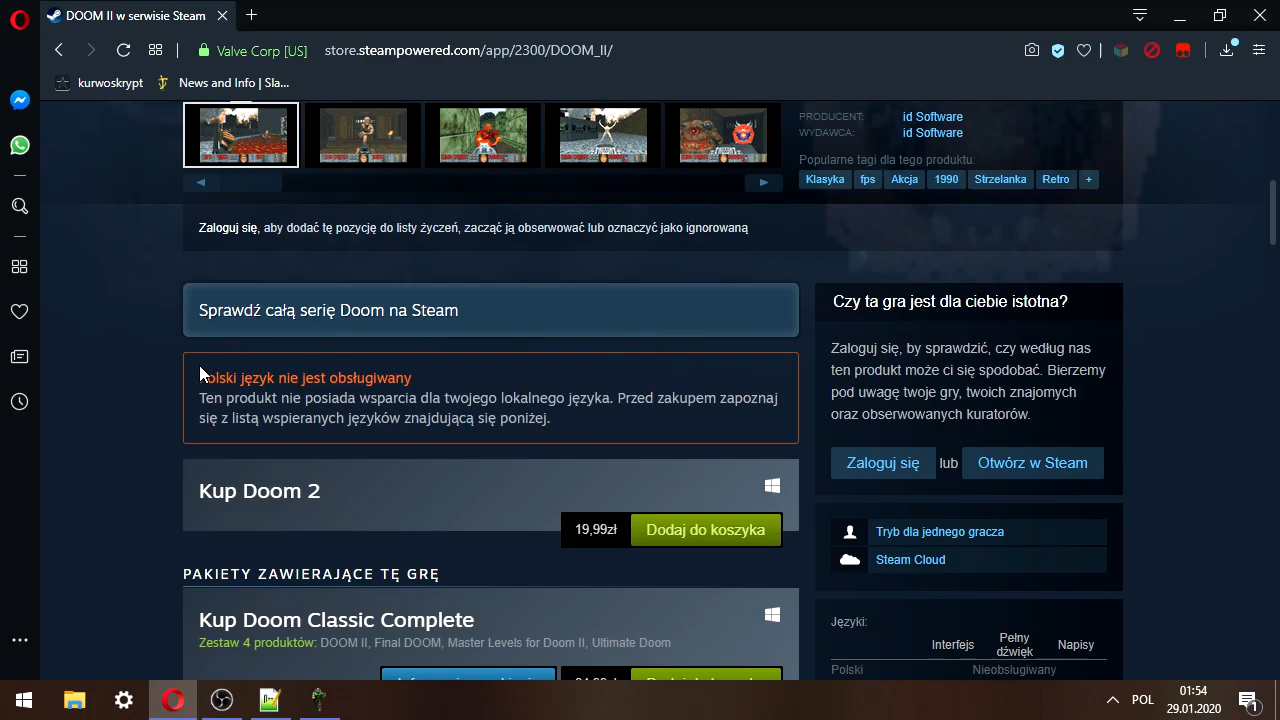 DOOM II w serwisie Steam
Valve Corp [US]
store.steampowered.com/app/2300/DOOM_II/
kurwoskrypt
News and Info | Sla...
PRODUCENT: id Software
WYDAWCA: id Software
Popularne tagi dla tego produktu:
Klasyka fps Akcja 1990 Strzelanka Retro +
Zaloguj się, aby dodać tę pozycję do listy życzeń, zacząć ją obserwować lub oznaczyć jako ignorowaną
Sprawdź całą serię Doom na Steam
Polski język nie jest obsługiwany
Ten produkt nie posiada wsparcia dla twojego lokalnego języka. Przed zakupem zapoznaj
się z listą wspieranych języków znajdującą się poniżej.
Kup Doom 2
19,99zł Dodaj do koszyka
PAKIETY ZAWIERAJĄCE TĘ GRĘ
Kup Doom Classic Complete
Zestaw 4 produktów: DOOM II, Final DOOM, Master Levels for Doom II, Ultimate Doom
Czy ta gra jest dla ciebie istotna?
Zaloguj się, by sprawdzić, czy według nas
ten produkt może ci się spodobać. Bierzemy
pod uwagę twoje gry, twoich znajomych
oraz obserwowanych kuratorów.
Zaloguj się lub Otwórz w Steam
Tryb dla jednego gracza
Steam Cloud
Języki:
Interfejs Pełny dźwięk Napisy
Polski Nieobsługiwany
POL
01:54
29.01.2020
1